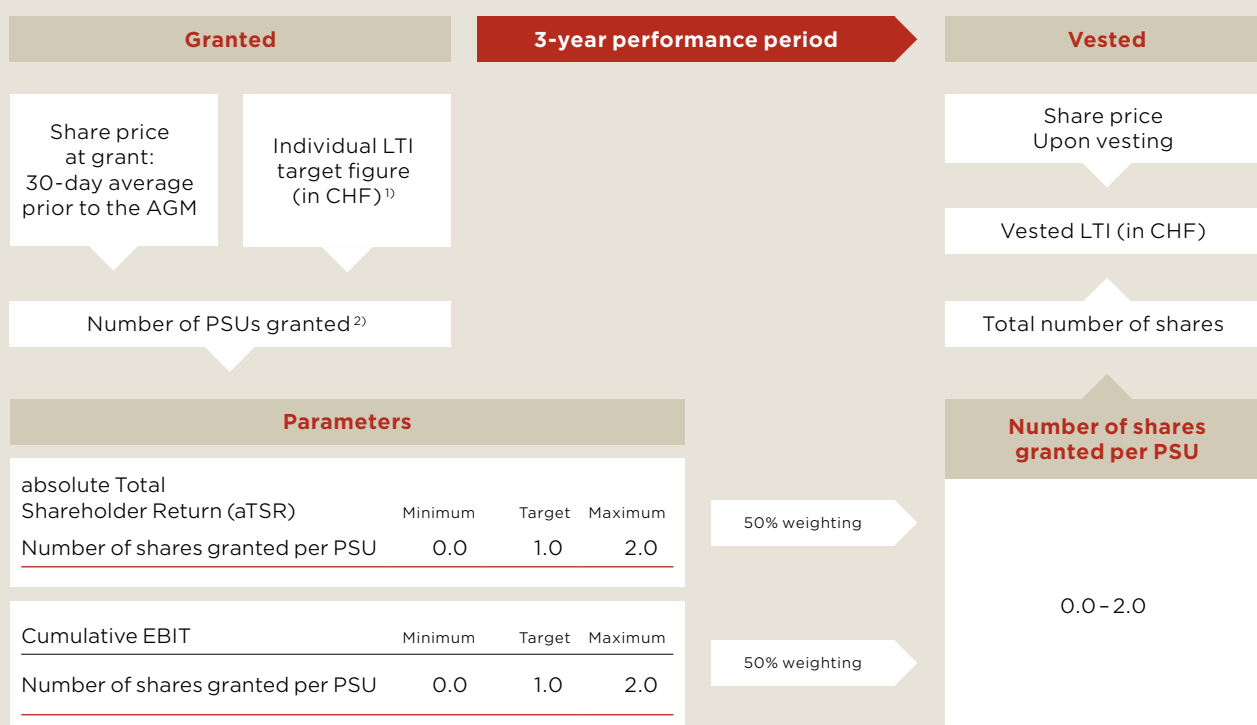 Granted
3-year performance period
Vested
Share price
at grant:
30-day average
prior to the AGM
Individual LTI
target figure
(in CHF) 1)
Share price
Upon vesting
Vested LTI (in CHF)
Number of PSUs granted 2)
Total number of shares
Parameters
Number of shares
granted per PSU
absolute Total
Shareholder Return (aTSR) Minimum Target Maximum
Number of shares granted per PSU 0.0 1.0 2.0
50% weighting
0.0 – 2.0
Cumulative EBIT Minimum Target Maximum
Number of shares granted per PSU 0.0 1.0 2.0
50% weighting